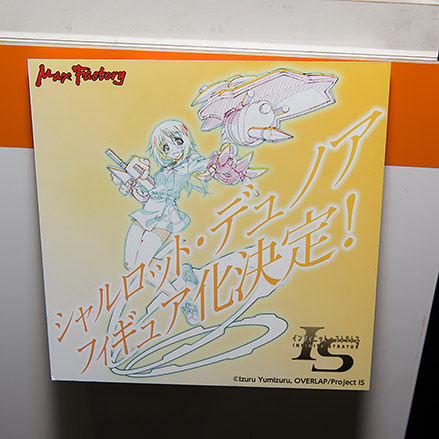 Max Factory
シャルロット・デュノア
フィギュア化決定！
IS
©Izuru Yumizuru, OVERLAP/Project IS